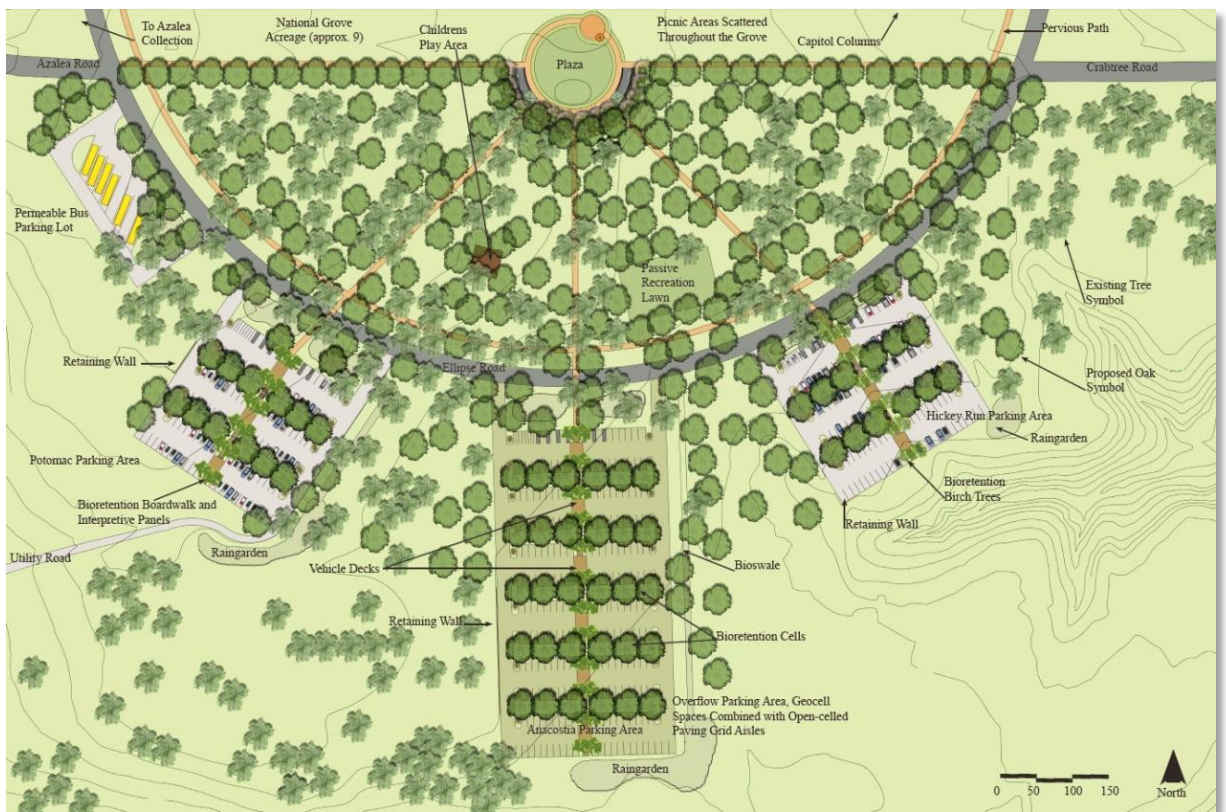 To Azalea
Collection
National Grove
Acreage (approx. 9)
Childrens
Play Area
Plaza
Picnic Areas Scattered
Throughout the Grove
Capitol Columns
Pervious Path
Azalea Road
Crabtree Road
Permeable Bus
Parking Lot
Passive
Recreation
Lawn
Existing Tree
Symbol
Retaining Wall
Ellipse Road
Proposed Oak
Symbol
Hickey Run Parking Area
Raingarden
Potomac Parking Area
Bioretention
Birch Trees
Bioretention Boardwalk and
Interpretive Panels
Retaining Wall
Utility Road
Raingarden
Vehicle Decks
Bioswale
Retaining Wall
Bioretention Cells
Overflow Parking Area, Geocell
Spaces Combined with Open-celled
Paving Grid Aisles
Anacostia Parking Area
Raingarden
0 50 100 150
North